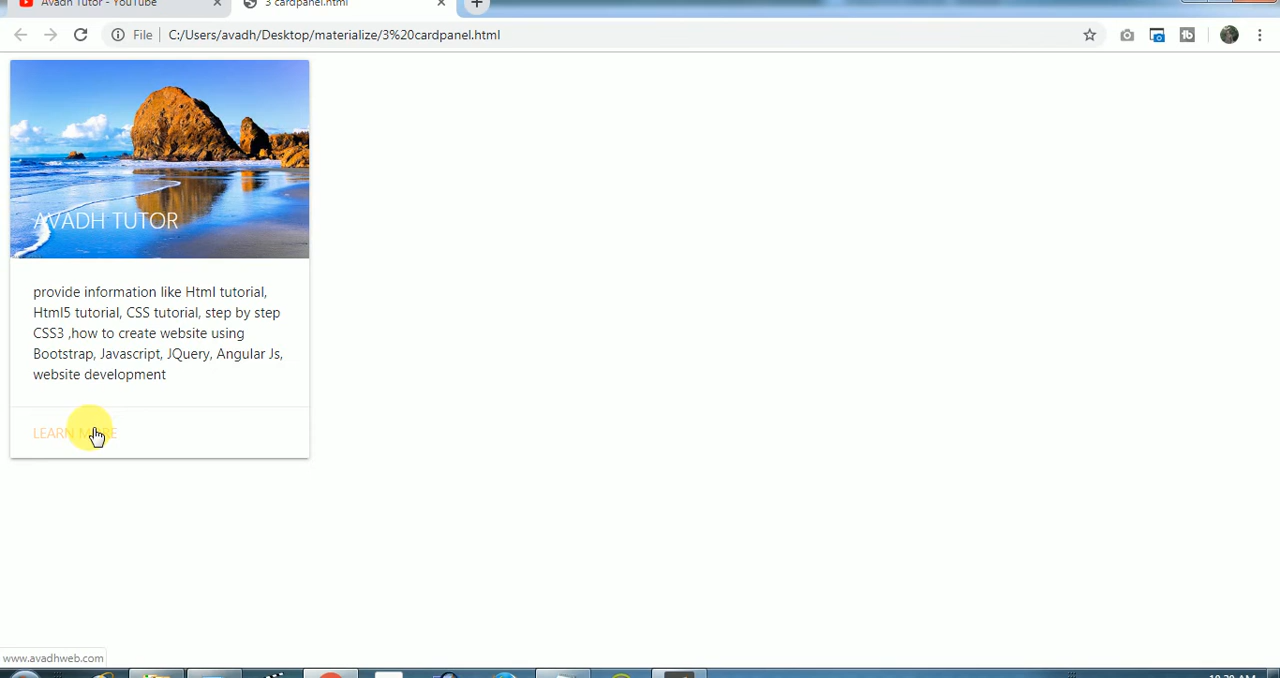 Avadh Tutor - YouTube
3 cardpanel.html
File
C:/Users/avadh/Desktop/materialize/3%20cardpanel.html
AVADH TUTOR
provide information like Html tutorial,
Html5 tutorial, CSS tutorial, step by step
CSS3 ,how to create website using
Bootstrap, Javascript, JQuery, Angular Js,
website development
LEARN MORE
www.avadhweb.com